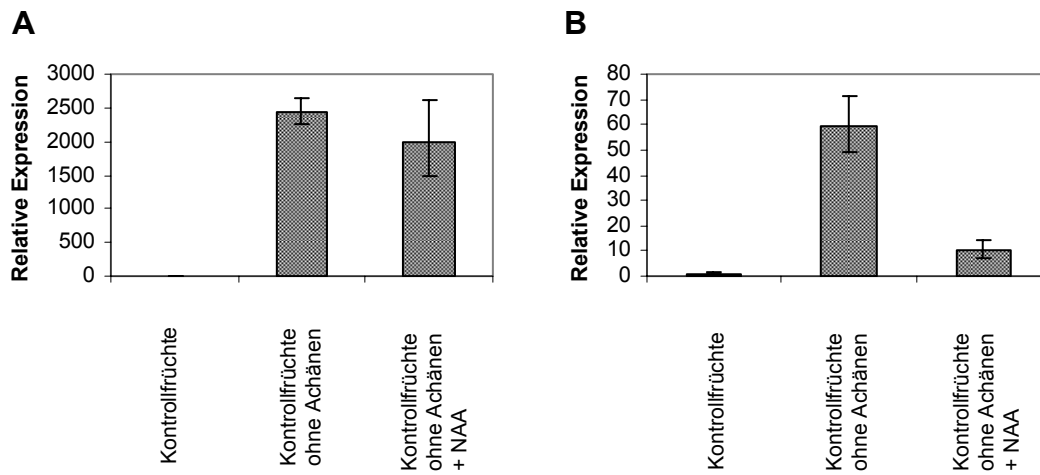 A
Relative Expression
3000
2500
2000
1500
1000
500
0
Kontrollfrüchte
Kontrollfrüchte
ohne Achänen
Kontrollfrüchte
ohne Achänen
+ NAA
B
Relative Expression
80
70
60
50
40
30
20
10
0
Kontrollfrüchte
Kontrollfrüchte
ohne Achänen
Kontrollfrüchte
ohne Achänen
+ NAA